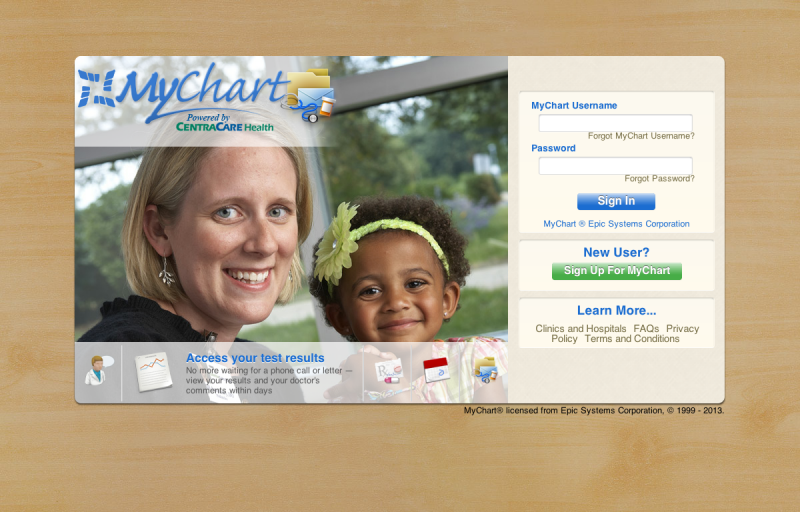 MyChart
Powered by
CENTRACARE Health
MyChart Username
Forgot MyChart Username?
Password
Forgot Password?
Sign In
MyChart ® Epic Systems Corporation
New User?
Sign Up For MyChart
Learn More...
Clinics and Hospitals FAQs Privacy
Policy Terms and Conditions
Access your test results
No more waiting for a phone call or letter —
view your results and your doctor's
comments within days
MyChart® licensed from Epic Systems Corporation, © 1999 - 2013.